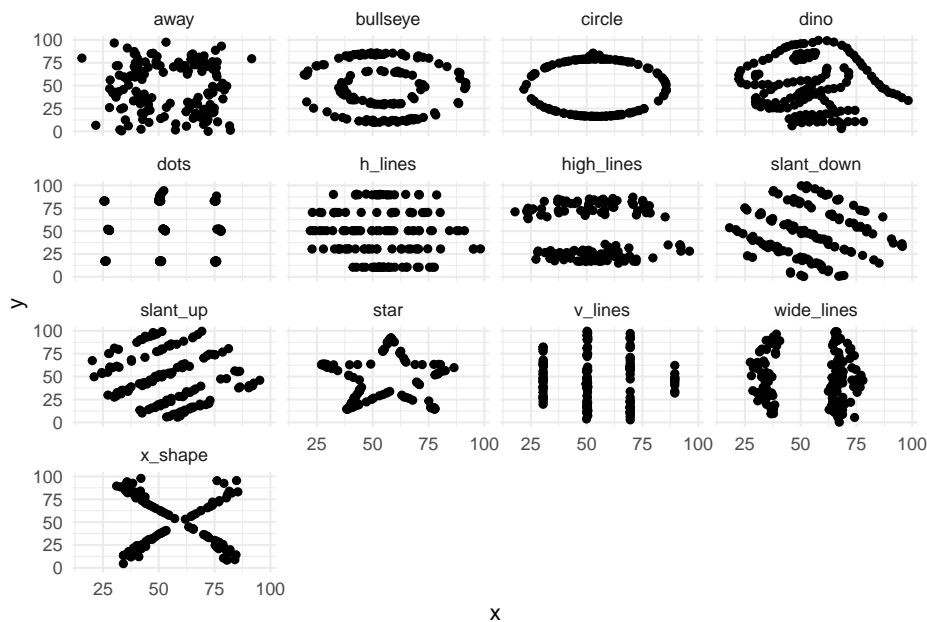 away bullseye circle dino
100
75
50
25
0
dots h_lines high_lines slant_down
100
75
50
25
0
y
slant_up star v_lines wide_lines
100
75
50
25
0
25 50 75 100 25 50 75 100 25 50 75 100
x_shape
100
75
50
25
0
25 50 75 100
x